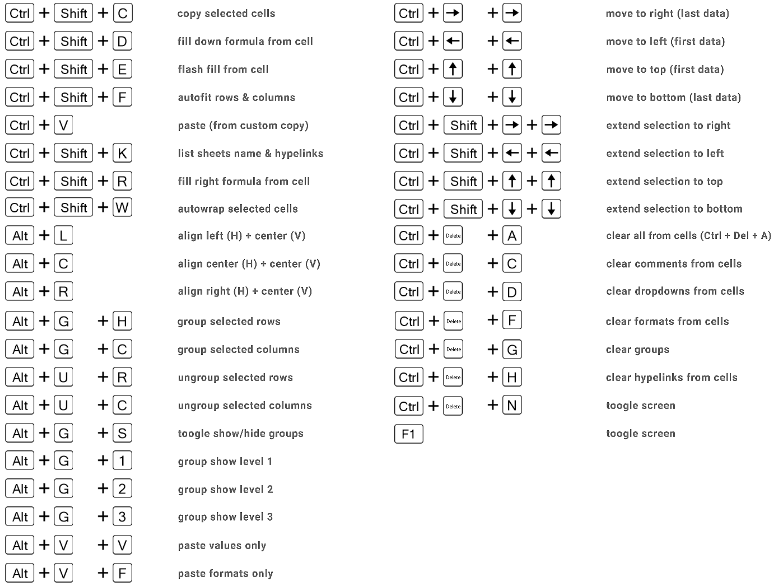 Ctrl + Shift + C copy selected cells
Ctrl + Shift + D fill down formula from cell
Ctrl + Shift + E flash fill from cell
Ctrl + Shift + F autofit rows & columns
Ctrl + V paste (from custom copy)
Ctrl + Shift + K list sheets name & hypelinks
Ctrl + Shift + R fill right formula from cell
Ctrl + Shift + W autowrap selected cells
Alt + L align left (H) + center (V)
Alt + C align center (H) + center (V)
Alt + R align right (H) + center (V)
Alt + G + H group selected rows
Alt + G + C group selected columns
Alt + U + R ungroup selected rows
Alt + U + C ungroup selected columns
Alt + G + S toogle show/hide groups
Alt + G + 1 group show level 1
Alt + G + 2 group show level 2
Alt + G + 3 group show level 3
Alt + V + V paste values only
Alt + V + F paste formats only
Ctrl + → + → move to right (last data)
Ctrl + ← + ← move to left (first data)
Ctrl + ↑ + ↑ move to top (first data)
Ctrl + ↓ + ↓ move to bottom (last data)
Ctrl + Shift + → + → extend selection to right
Ctrl + Shift + ← + ← extend selection to left
Ctrl + Shift + ↑ + ↑ extend selection to top
Ctrl + Shift + ↓ + ↓ extend selection to bottom
Ctrl + Delete + A clear all from cells (Ctrl + Del + A)
Ctrl + Delete + C clear comments from cells
Ctrl + Delete + D clear dropdowns from cells
Ctrl + Delete + F clear formats from cells
Ctrl + Delete + G clear groups
Ctrl + Delete + H clear hypelinks from cells
Ctrl + Delete + N toogle screen
F1 toogle screen